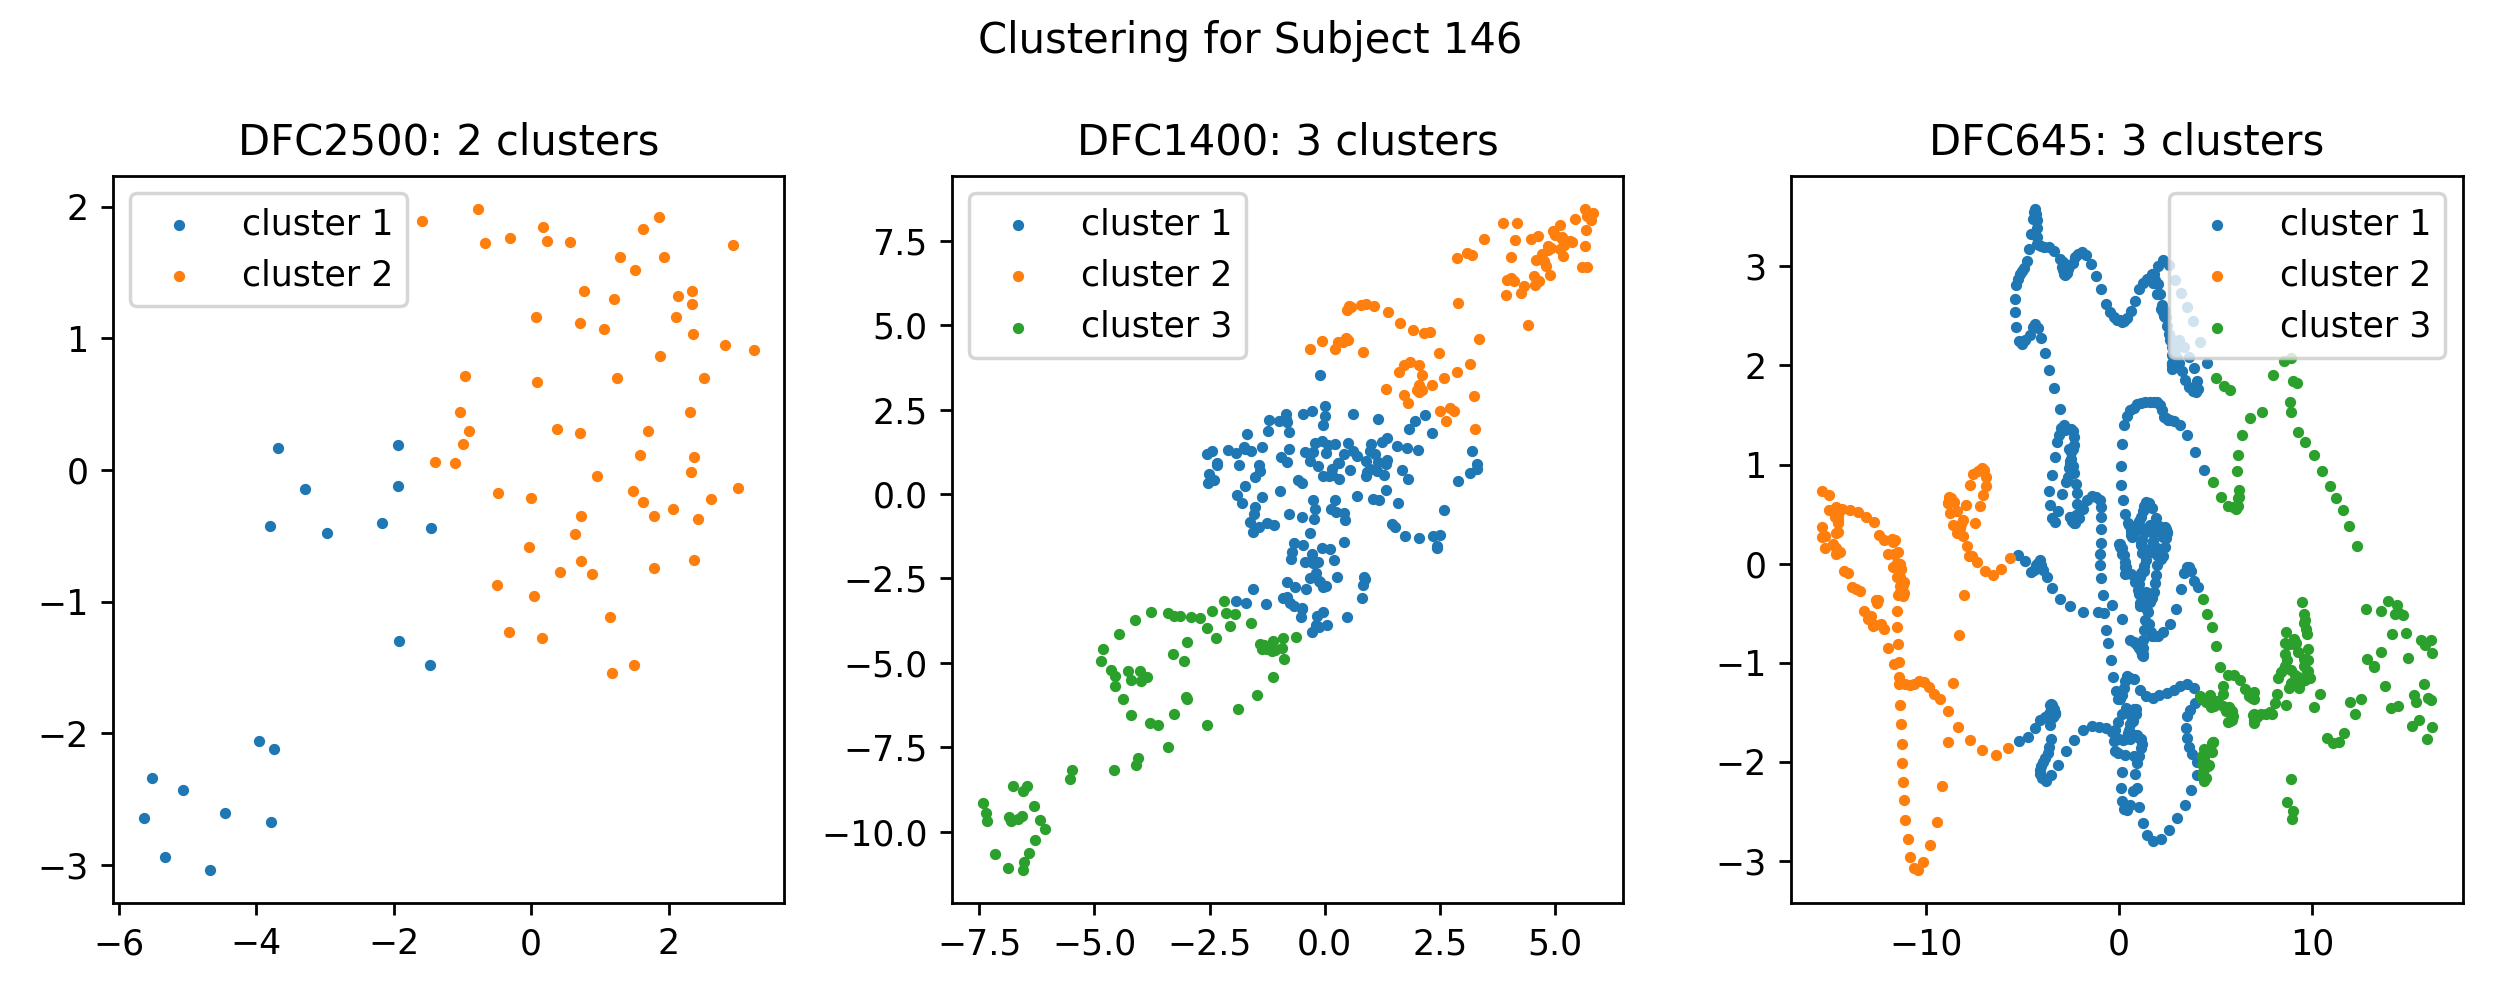 Clustering for Subject 146
DFC2500: 2 clusters
cluster 1
cluster 2
2
1
0
−1
−2
−3
−6
−4
−2
0
2
DFC1400: 3 clusters
cluster 1
cluster 2
cluster 3
7.5
5.0
2.5
0.0
−2.5
−5.0
−7.5
−10.0
−7.5
−5.0
−2.5
0.0
2.5
5.0
DFC645: 3 clusters
cluster 1
cluster 2
cluster 3
3
2
1
0
−1
−2
−3
−10
0
10